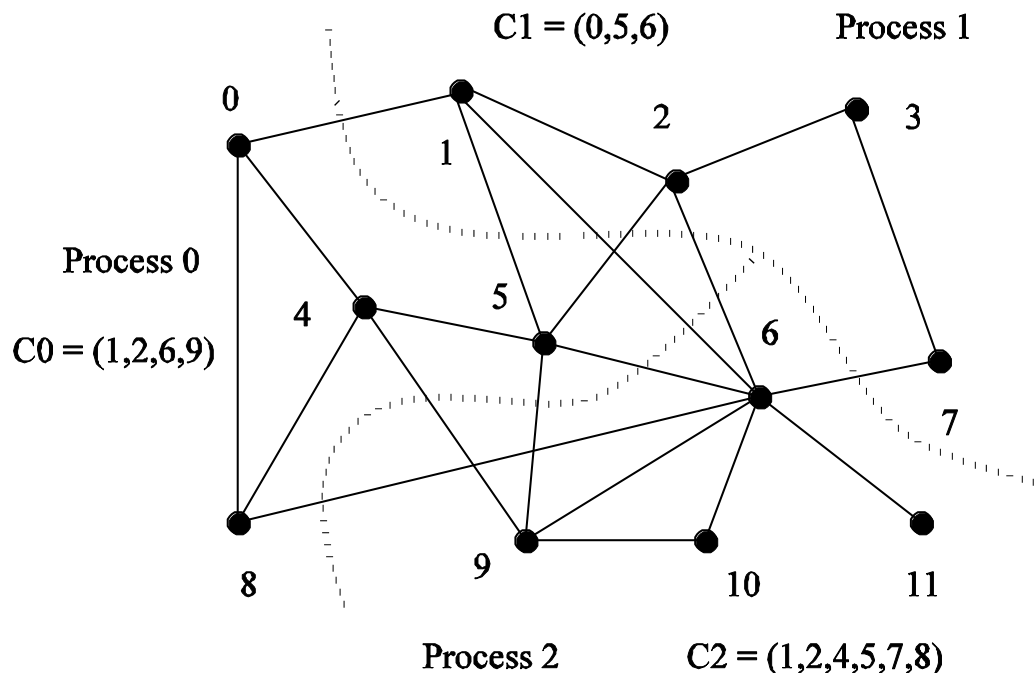 C1 = (0,5,6)
Process 1
0
1
2
3
Process 0
4
5
6
C0 = (1,2,6,9)
7
8
9
10
11
Process 2
C2 = (1,2,4,5,7,8)